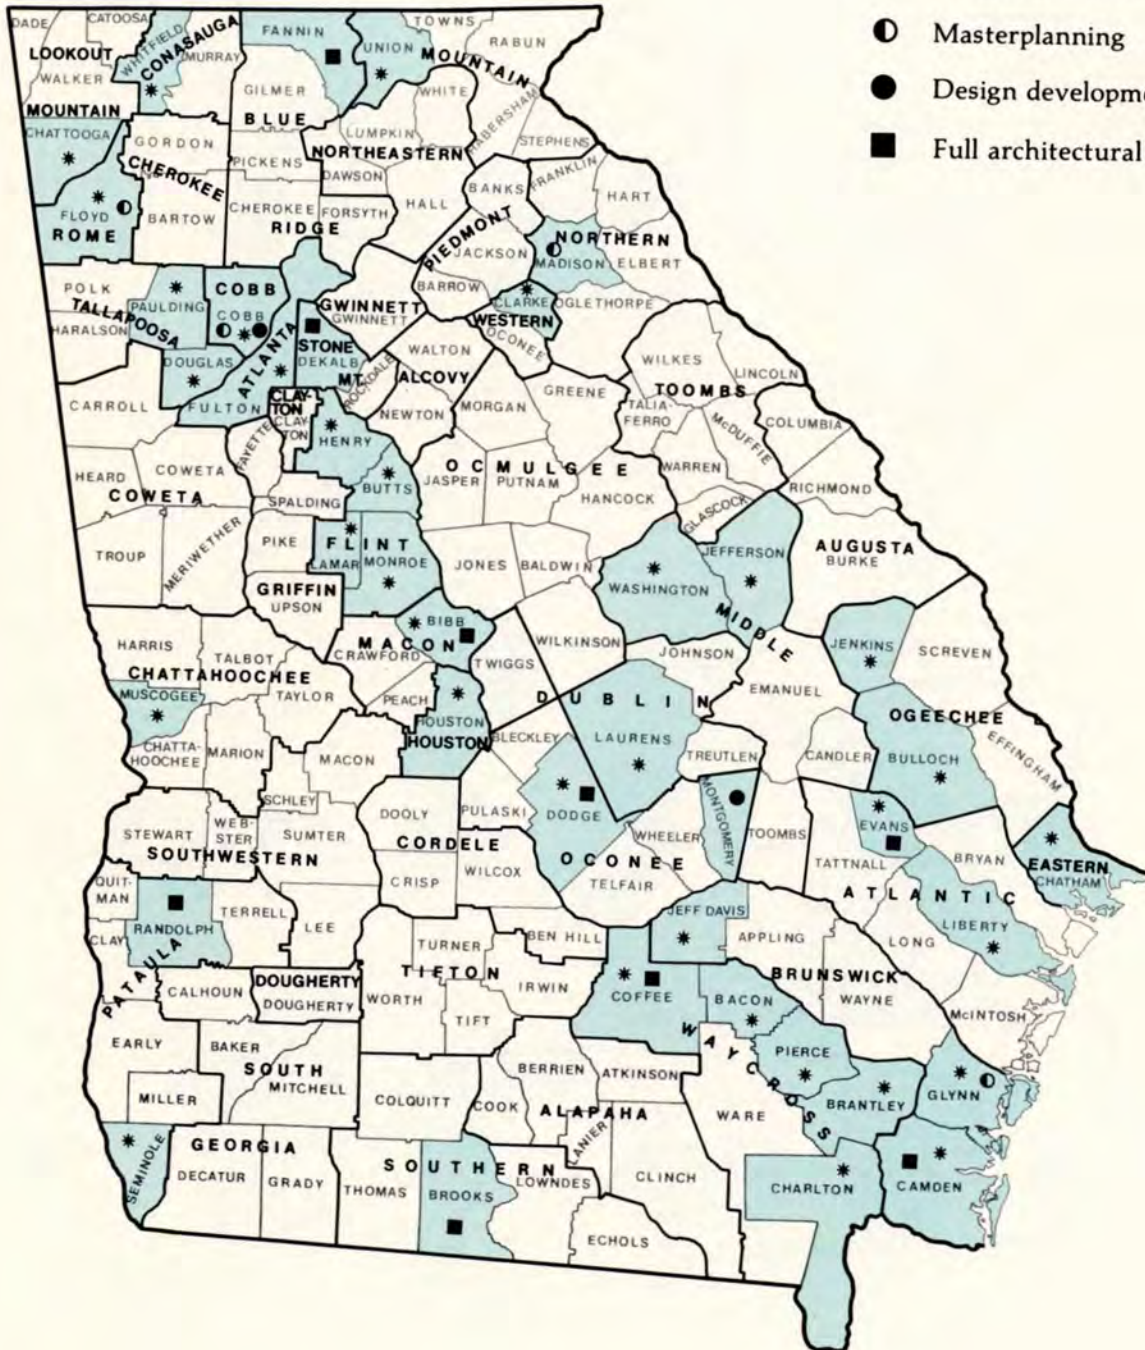 Masterplanning
Design developm
Full architectural
DADE
CATOOSA
LOOKOUT
WALKER
MOUNTAIN
WHITFIELD
CONASAUGA
MURRAY
FANNIN
UNION
TOWNS
RABUN
MOUNTAIN
GILMER
BLUE
WHITE
HABERSHAM
LUMPKIN
NORTHEASTERN
STEPHENS
CHATTOOGA
GORDON
CHEROKEE
PICKENS
DAWSON
BANKS
FRANKLIN
HART
FLOYD
ROME
BARTOW
CHEROKEE
FORSYTH
RIDGE
HALL
PIEDMONT
JACKSON
NORTHERN
MADISON
ELBERT
POLK
TALLAPOOSA
PAULDING
HARALSON
COBB
COBB
GWINNETT
GWINNETT
BARROW
CLARKE
WESTERN
OCONEE
OGLETHORPE
DOUGLAS
ATLANTA
FULTON
STONE
DEKALB
MT.
ROCKDALE
WALTON
ALCOVY
NEWTON
MORGAN
GREENE
WILKES
LINCOLN
TOOMBS
CARROLL
CLAY-
TON
CLAY-
TON
HENRY
TALIA-
FERRO
McDUFFIE
COLUMBIA
HEARD
COWETA
COWETA
FAYETTE
SPALDING
BUTTS
OCMULGEE
JASPER
PUTNAM
HANCOCK
WARREN
GLASCOCK
RICHMOND
TROUP
MERIWETHER
PIKE
FLINT
LAMAR
MONROE
JONES
BALDWIN
WASHINGTON
JEFFERSON
AUGUSTA
BURKE
GRIFFIN
UPSON
MIDDLE
HARRIS
TALBOT
CHATTAHOOCHEE
TAYLOR
BIBB
MACON
CRAWFORD
TWIGGS
WILKINSON
JOHNSON
JENKINS
SCREVEN
MUSCOGEE
PEACH
HOUSTON
HOUSTON
DUBLIN
BLECKLEY
LAURENS
EMANUEL
OGEECHEE
EFFINGHAM
CHATTA-
HOOCHEE
MARION
MACON
TREUTLEN
CANDLER
BULLOCH
SCHLEY
DOOLY
PULASKI
DODGE
MONTGOMERY
WHEELER
TOOMBS
EVANS
STEWART
WEB-
STER
SUMTER
SOUTHWESTERN
CORDELE
CRISP
WILCOX
OCONEE
TELFAIR
TATTNALL
BRYAN
EASTERN
CHATHAM
ATLANTIC
QUIT-
MAN
RANDOLPH
TERRELL
LEE
JEFF DAVIS
APPLING
LONG
LIBERTY
CLAY
PATAULA
TURNER
BEN HILL
CALHOUN
DOUGHERTY
DOUGHERTY
WORTH
TIFTON
IRWIN
TIFT
COFFEE
BACON
BRUNSWICK
WAYNE
McINTOSH
EARLY
BAKER
SOUTH
MITCHELL
BERRIEN
ATKINSON
WAYCROSS
PIERCE
GLYNN
MILLER
COLQUITT
COOK
ALAPAHA
LANIER
WARE
BRANTLEY
SEMINOLE
GEORGIA
DECATUR
GRADY
THOMAS
SOUTHERN
BROOKS
LOWNDES
CLINCH
CHARLTON
CAMDEN
ECHOLS